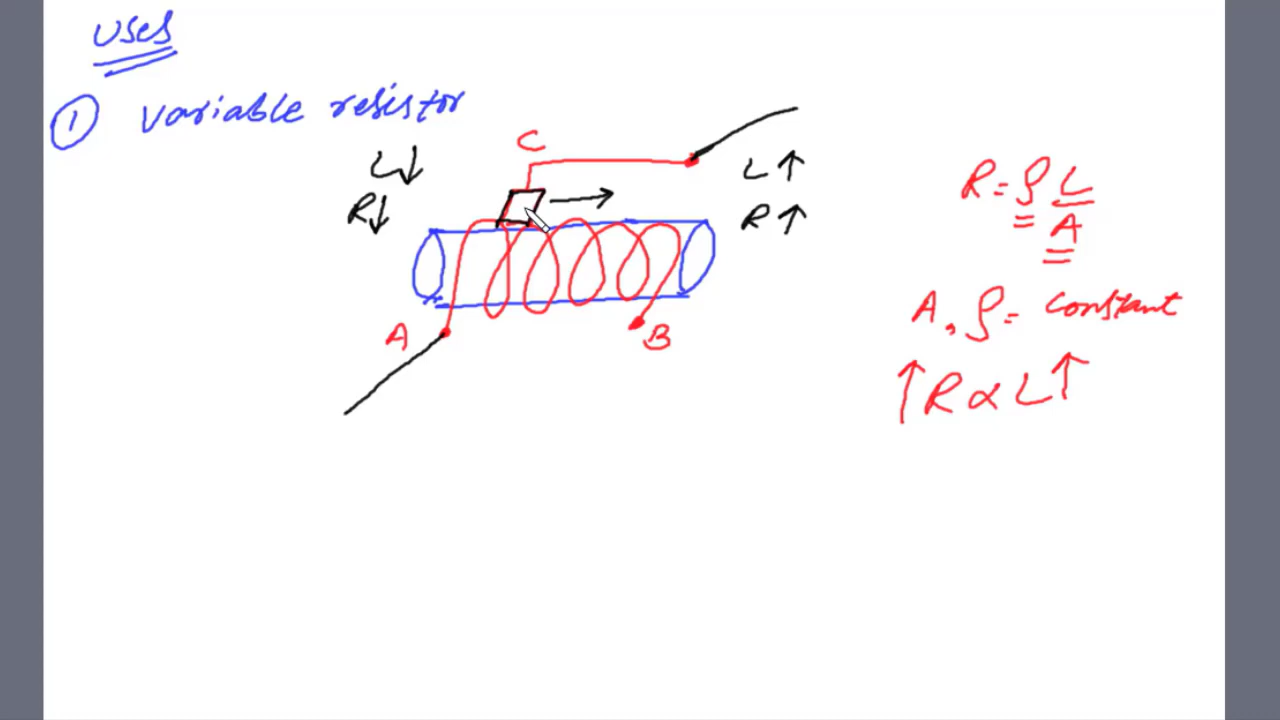 uses
① variable resistor
C
L↓
R↓
L↑
R↑
A
B
R = ρ L/A
A, ρ = constant
↑R ∝ L↑